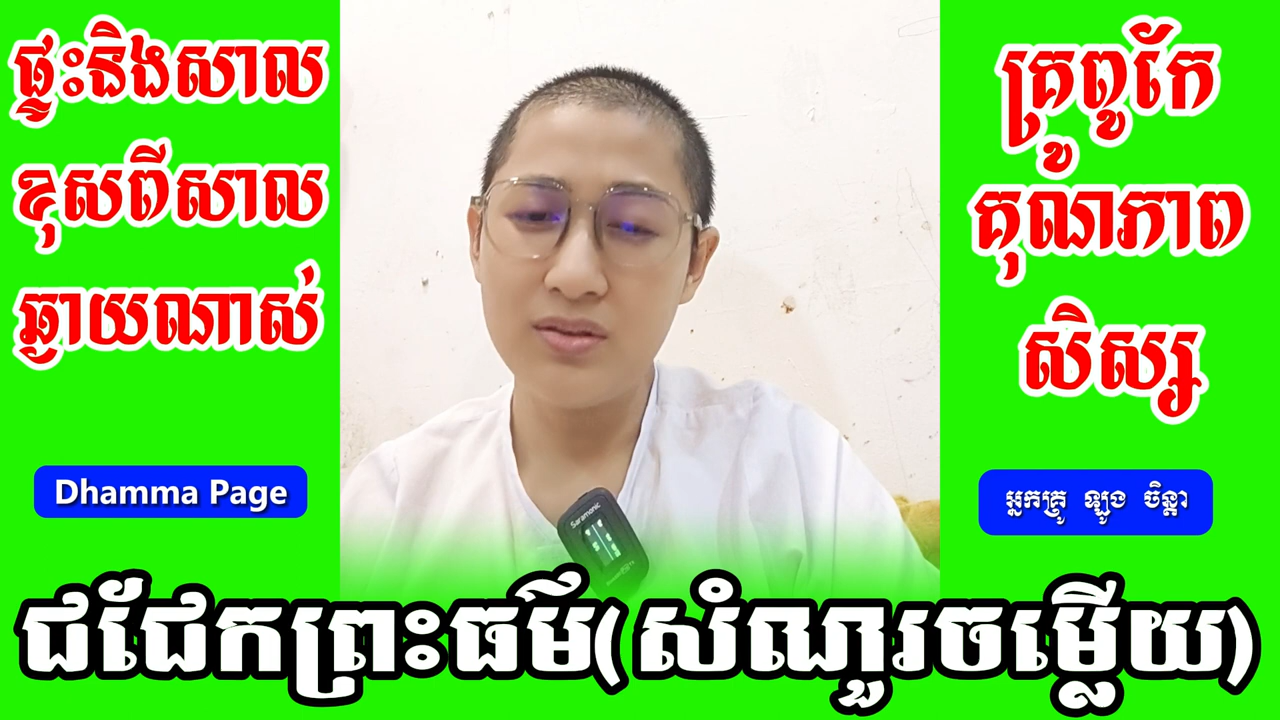 ផ្ទះនិងសាល
ខុសពីសាល
ឆ្ងាយណាស់
Dhamma Page
គ្រូពូកែ
គុណភាព
សិស្ស
អ្នកគ្រូ ឡុង ចិន្តា
Saramonic
ជជែកព្រះធម៌(សំណួរចម្លើយ)